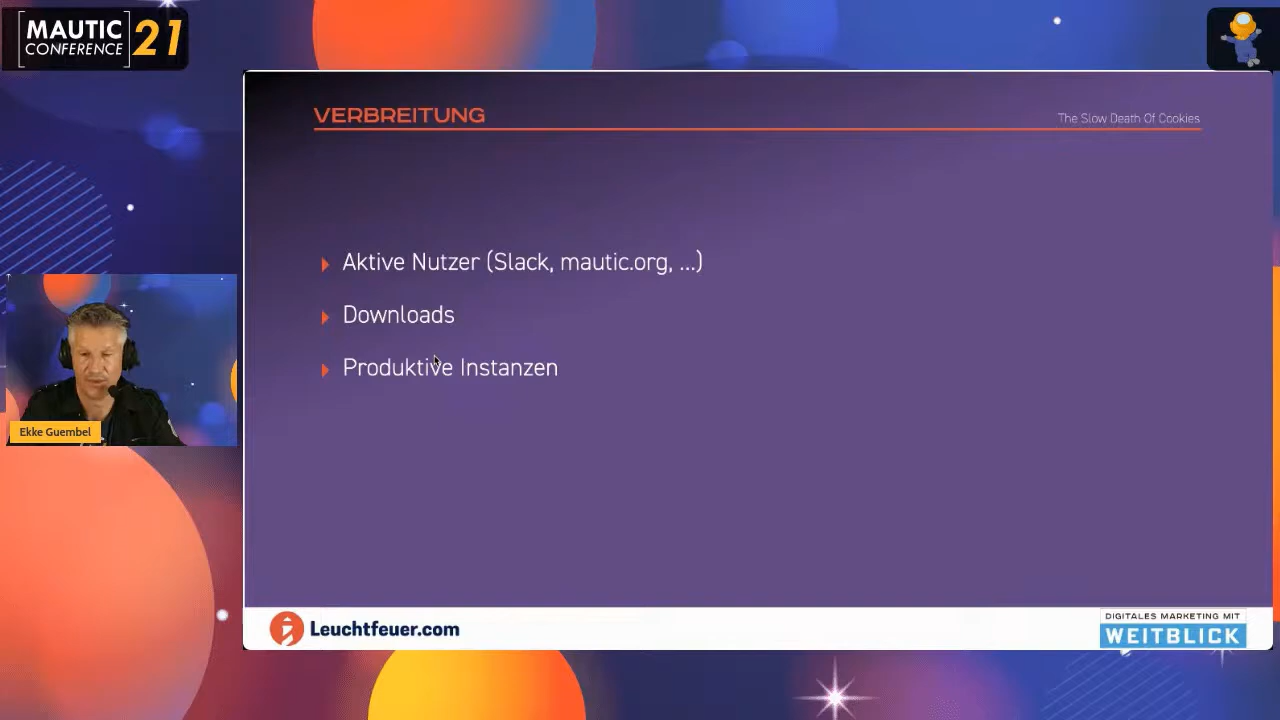 MAUTIC
CONFERENCE 21
VERBREITUNG
The Slow Death Of Cookies
Aktive Nutzer (Slack, mautic.org, ...)
Downloads
Produktive Instanzen
Ekke Guembel
Leuchtfeuer.com
DIGITALES MARKETING MIT
WEITBLICK